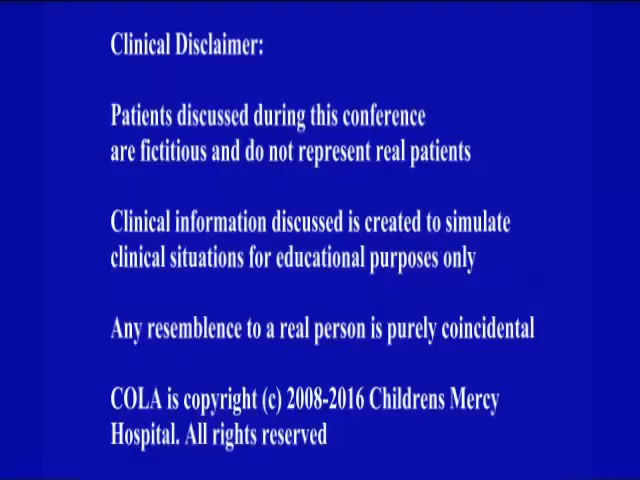 Clinical Disclaimer:
Patients discussed during this conference
are fictitious and do not represent real patients
Clinical information discussed is created to simulate
clinical situations for educational purposes only
Any resemblence to a real person is purely coincidental
COLA is copyright (c) 2008-2016 Childrens Mercy
Hospital. All rights reserved